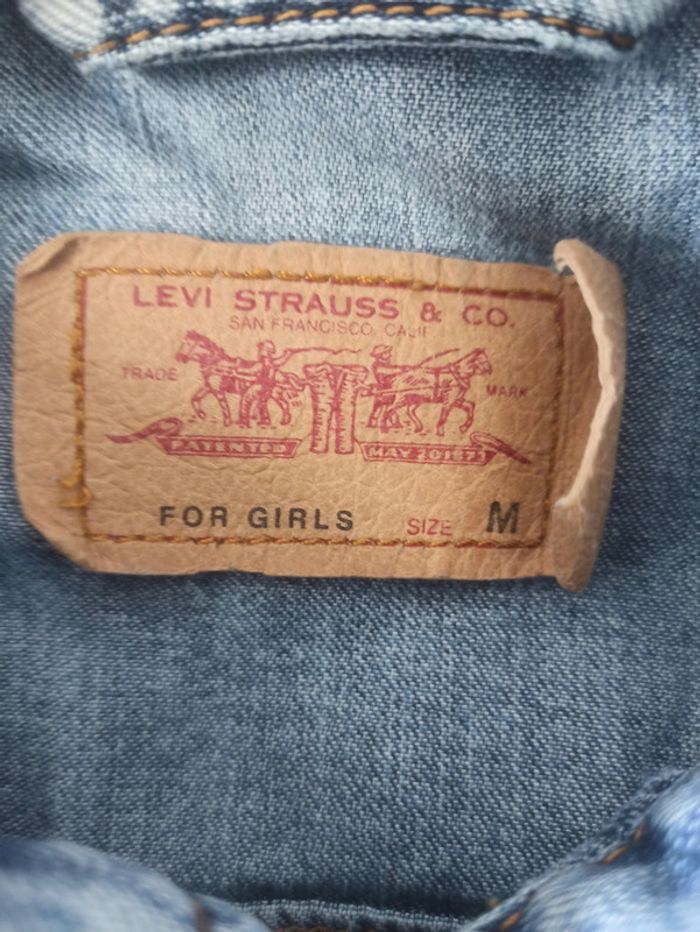 LEVI STRAUSS & CO.
SAN FRANCISCO, CALIF
TRADE MARK
PATENTED MAY 20 1873
FOR GIRLS SIZE M